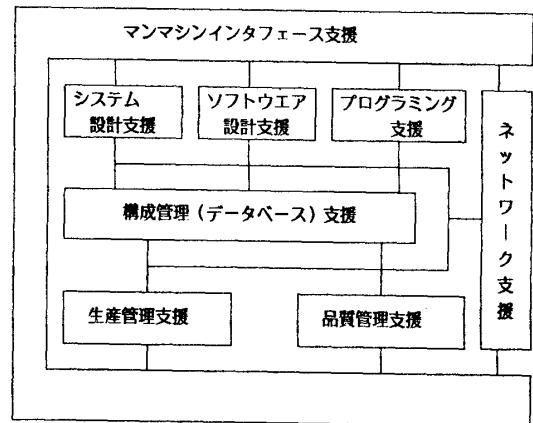 マンマシンインタフェース支援
システム
設計支援
ソフトウエア
設計支援
プログラミング
支援
ネットワーク支援
構成管理（データベース）支援
生産管理支援
品質管理支援